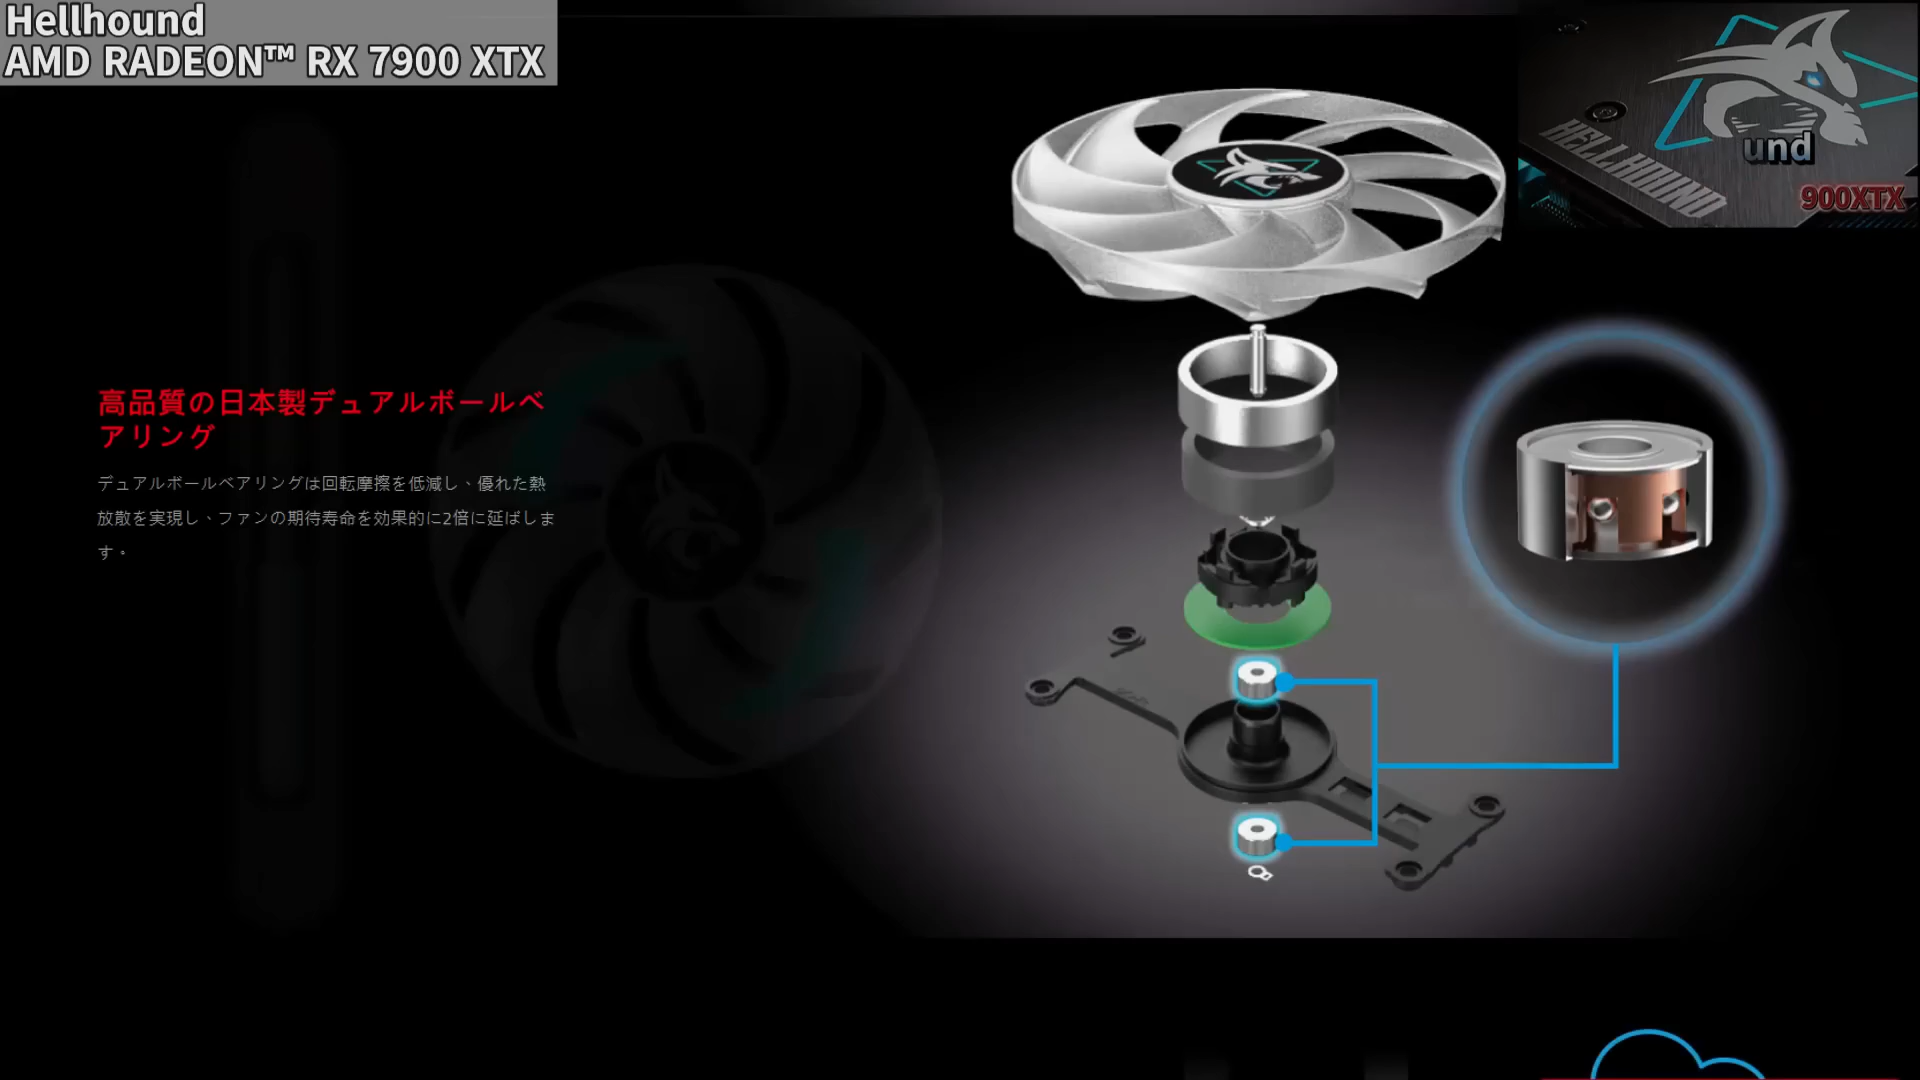 Hellhound
AMD RADEON™ RX 7900 XTX
HELLHOUND
und
900XTX
高品質の日本製デュアルボールベ
アリング
デュアルボールベアリングは回転摩擦を低減し、優れた熱
放散を実現し、ファンの期待寿命を効果的に2倍に延ばしま
す。